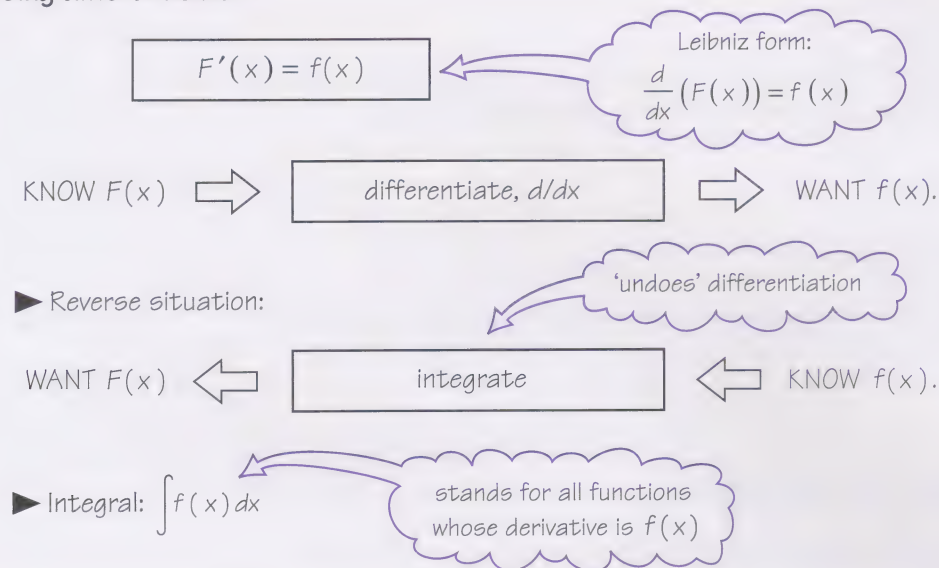 Leibniz form:
F′(x) = f(x)
d/dx (F(x)) = f(x)
KNOW F(x) differentiate, d/dx WANT f(x).
'undoes' differentiation
▶ Reverse situation:
WANT F(x) integrate KNOW f(x).
▶ Integral: ∫f(x) dx
stands for all functions
whose derivative is f(x)